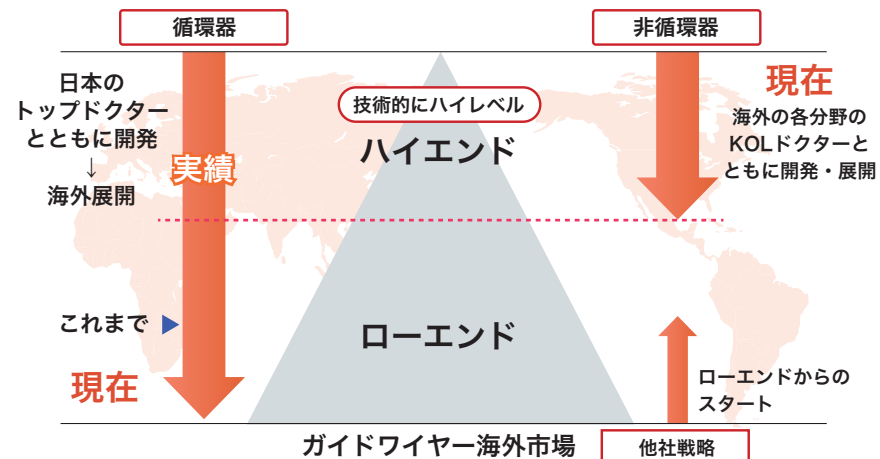 循環器
非循環器
日本の
トップドクター
とともに開発
↓
海外展開
実績
これまで
現在
技術的にハイレベル
ハイエンド
ローエンド
現在
海外の各分野の
KOLドクターと
ともに開発・展開
ローエンドからの
スタート
ガイドワイヤー海外市場
他社戦略